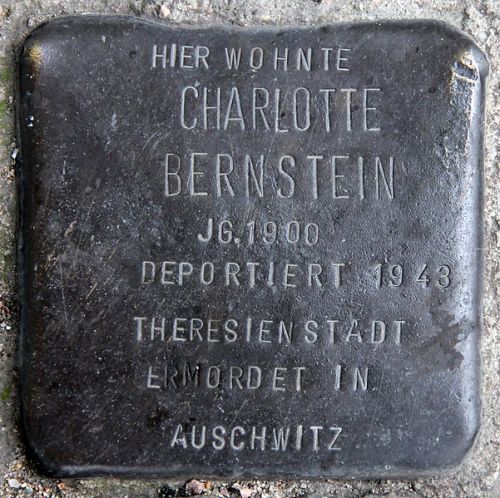 HIER WOHNTE
CHARLOTTE
BERNSTEIN
JG. 1900
DEPORTIERT 1943
THERESIENSTADT
ERMORDET IN
AUSCHWITZ